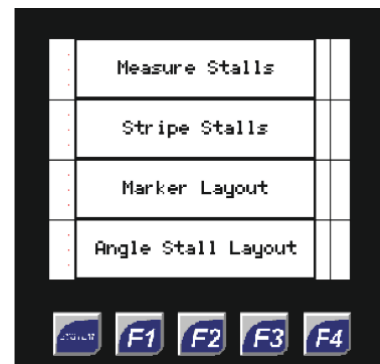 Measure Stalls
Stripe Stalls
Marker Layout
Angle Stall Layout
F1 F2 F3 F4